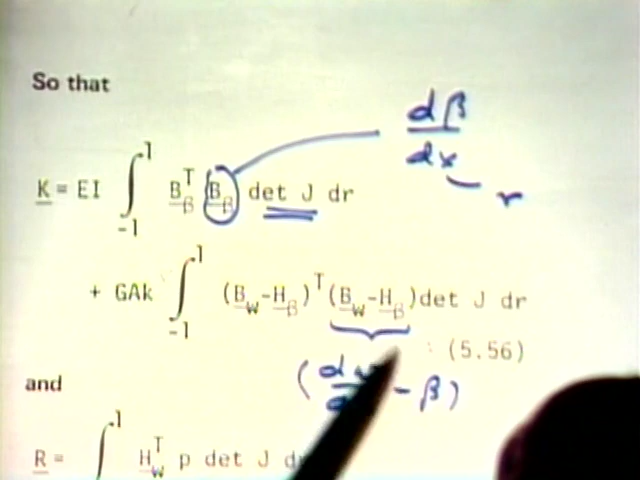 So that
dβ/dx
r
K = EI ∫_{-1}^{1} B_β^T B_β det J dr
+ GAk ∫_{-1}^{1} (B_w-H_β)^T (B_w-H_β) det J dr
(5.56)
(d - β)
and
R = ∫^{1} H_w^T p det J d